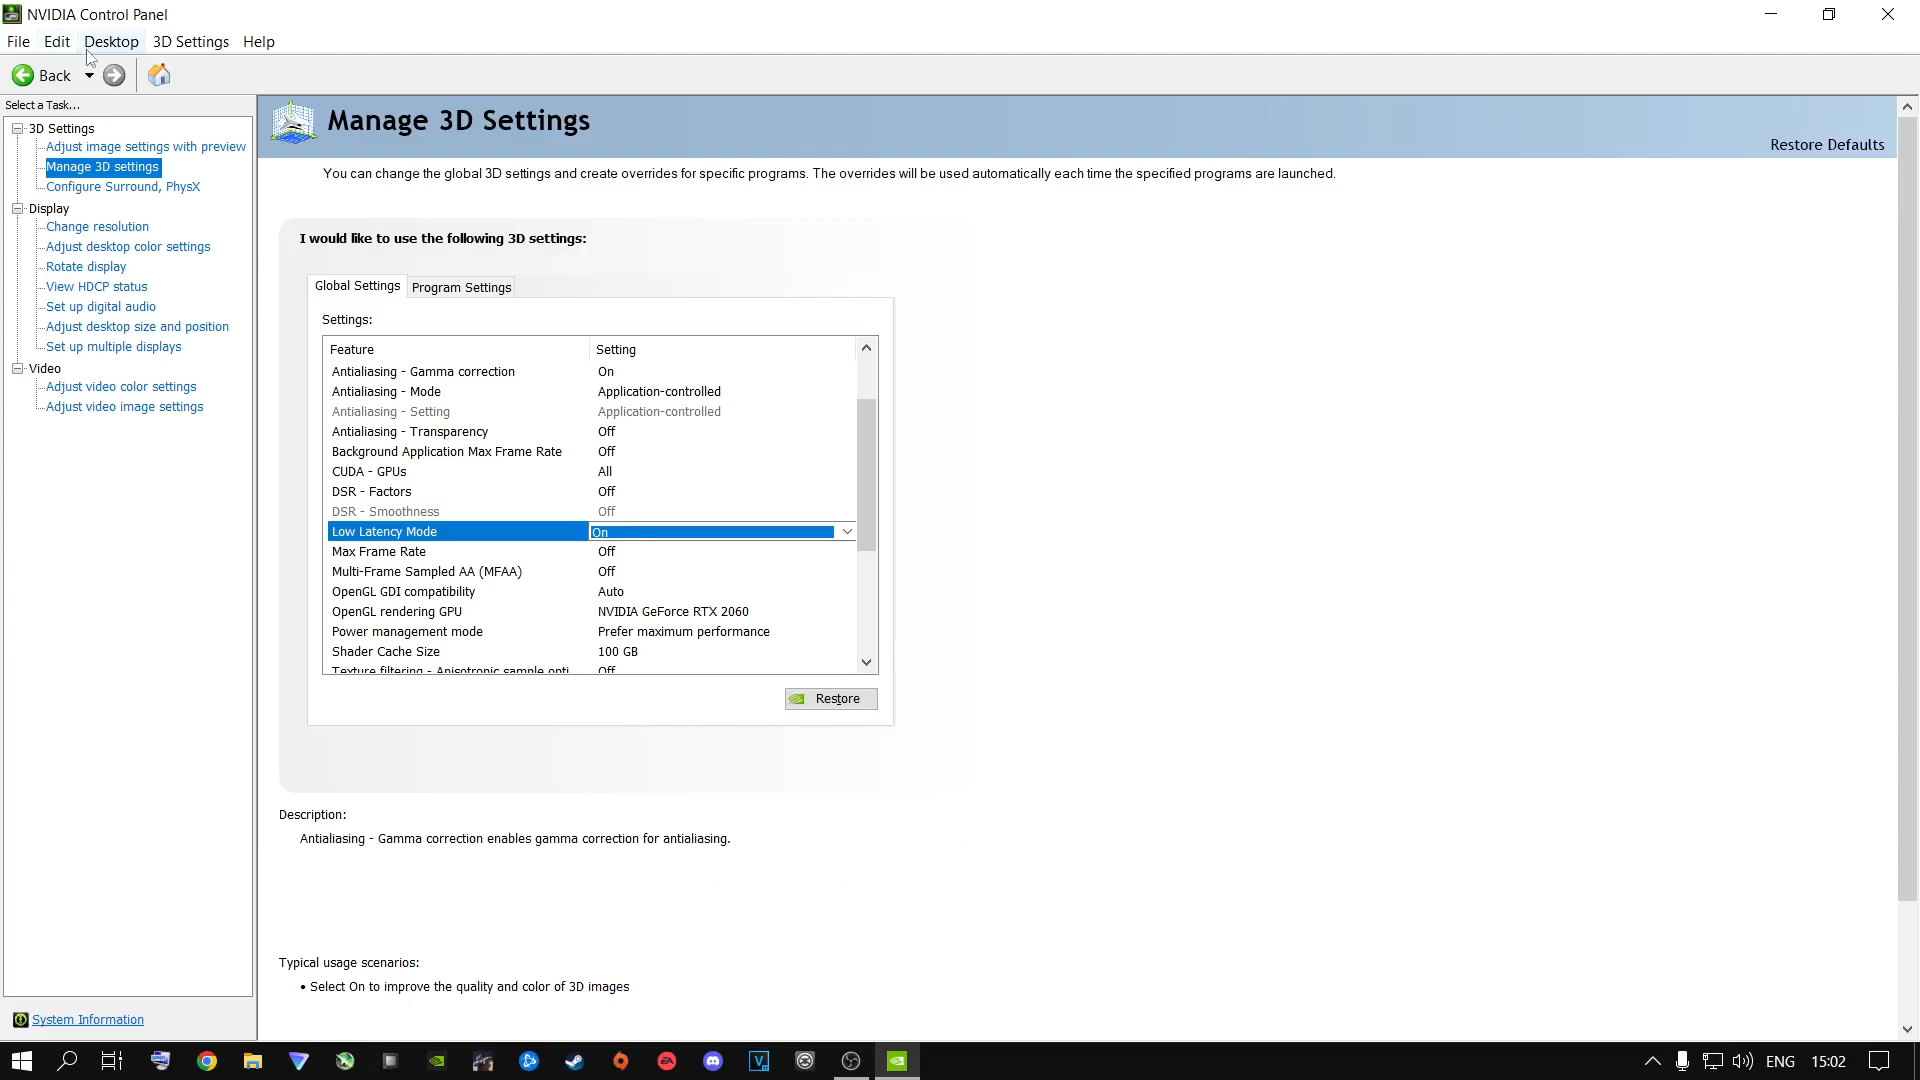 NVIDIA Control Panel
File Edit Desktop 3D Settings Help
Back
Select a Task...
3D Settings
Adjust image settings with preview
Manage 3D settings
Configure Surround, PhysX
Display
Change resolution
Adjust desktop color settings
Rotate display
View HDCP status
Set up digital audio
Adjust desktop size and position
Set up multiple displays
Video
Adjust video color settings
Adjust video image settings
System Information
Manage 3D Settings
Restore Defaults
You can change the global 3D settings and create overrides for specific programs. The overrides will be used automatically each time the specified programs are launched.
I would like to use the following 3D settings:
Global Settings Program Settings
Settings:
Feature Setting
Antialiasing - Gamma correction On
Antialiasing - Mode Application-controlled
Antialiasing - Setting Application-controlled
Antialiasing - Transparency Off
Background Application Max Frame Rate Off
CUDA - GPUs All
DSR - Factors Off
DSR - Smoothness Off
Low Latency Mode On
Max Frame Rate Off
Multi-Frame Sampled AA (MFAA) Off
OpenGL GDI compatibility Auto
OpenGL rendering GPU NVIDIA GeForce RTX 2060
Power management mode Prefer maximum performance
Shader Cache Size 100 GB
Texture filtering - Anisotropic sample opti Off
Restore
Description:
Antialiasing - Gamma correction enables gamma correction for antialiasing.
Typical usage scenarios:
• Select On to improve the quality and color of 3D images
EA
V
ENG 15:02